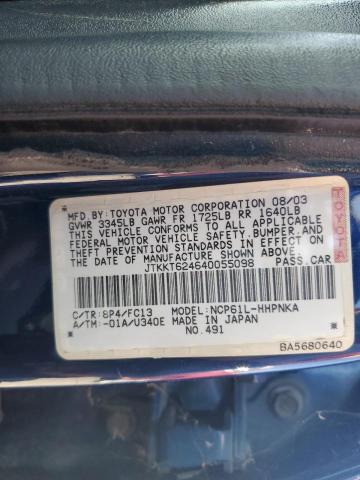 MFD.BY: TOYOTA MOTOR CORPORATION 08/03
GVWR 3345LB GAWR FR 1725LB RR 1640LB
THIS VEHICLE CONFORMS TO ALL APPLICABLE
FEDERAL MOTOR VEHICLE SAFETY,BUMPER,AND
THEFT PREVENTION STANDARDS IN EFFECT ON
THE DATE OF MANUFACTURE SHOWN ABOVE.
JTKKT624640055098 PASS.CAR
C/TR:8P4/FC13 MODEL:NCP61L-HHPNKA
A/TM:-01A/U340E MADE IN JAPAN
NO.491
BA5680640
TOYOTA